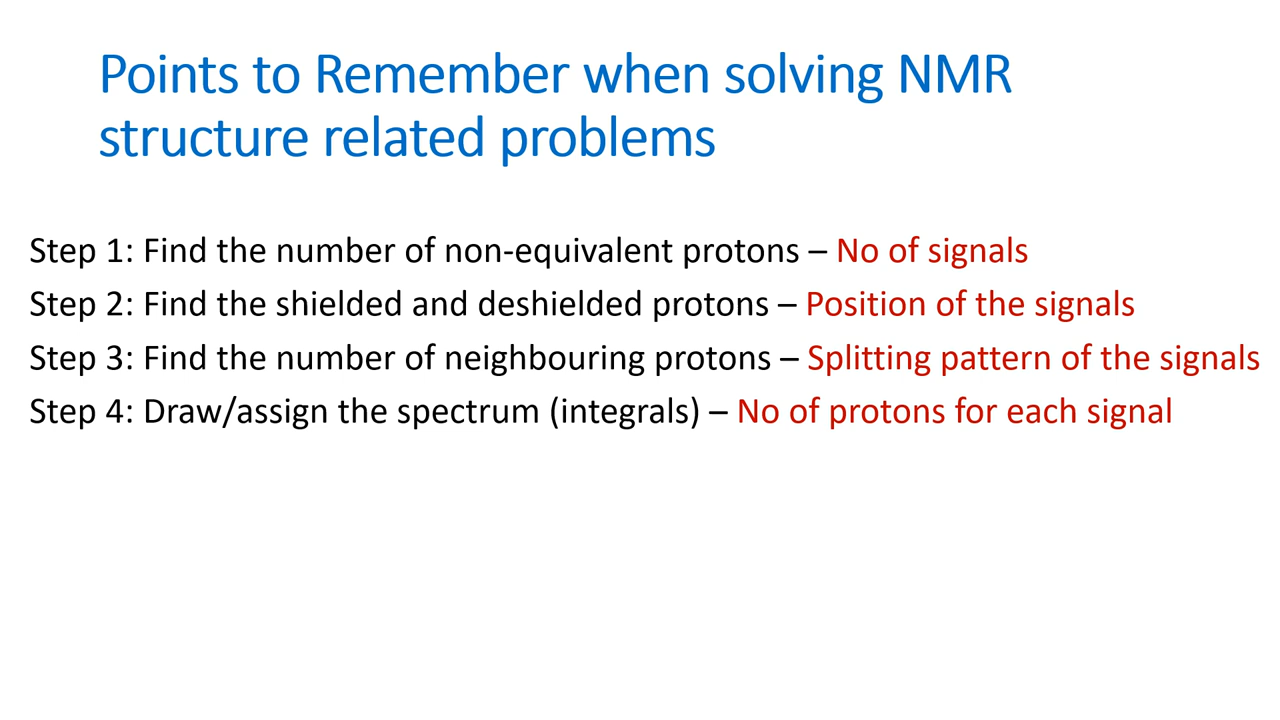 Points to Remember when solving NMR
structure related problems
Step 1: Find the number of non-equivalent protons – No of signals
Step 2: Find the shielded and deshielded protons – Position of the signals
Step 3: Find the number of neighbouring protons – Splitting pattern of the signals
Step 4: Draw/assign the spectrum (integrals) – No of protons for each signal